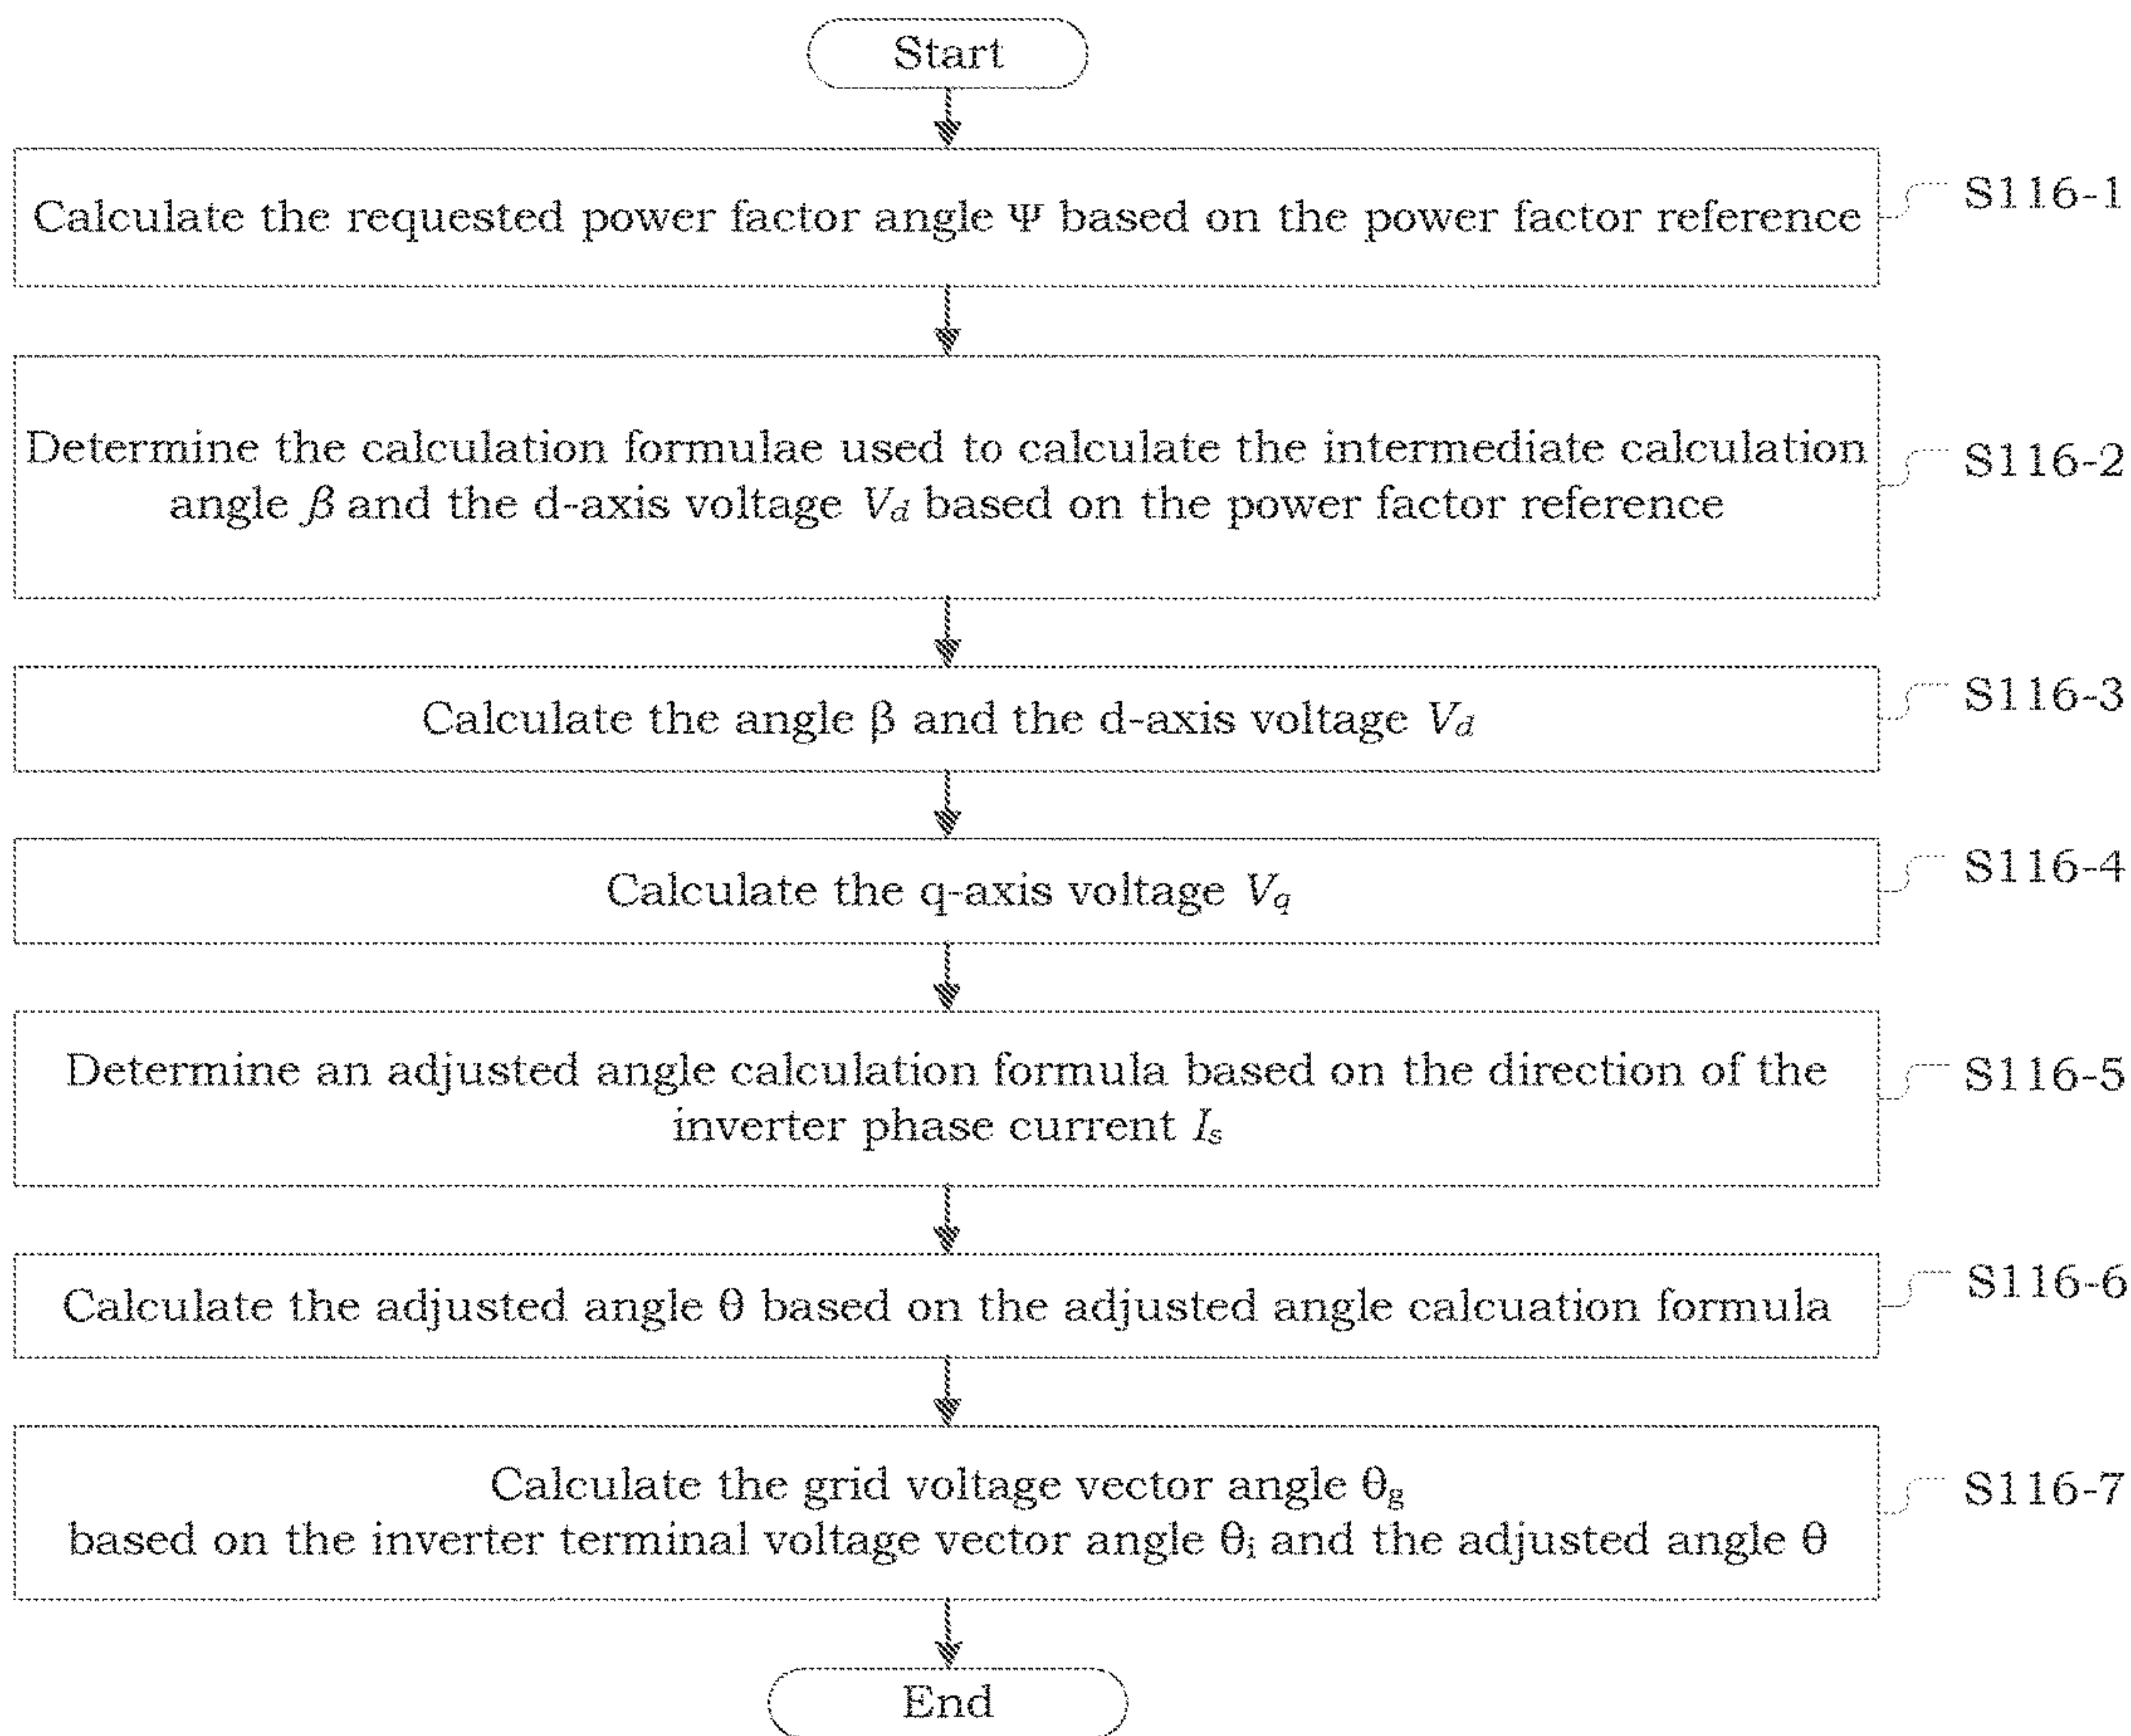 Start
Calculate the requested power factor angle Ψ based on the power factor reference
S116-1
Determine the calculation formulae used to calculate the intermediate calculation
angle β and the d-axis voltage Vd based on the power factor reference
S116-2
Calculate the angle β and the d-axis voltage Vd
S116-3
Calculate the q-axis voltage Vq
S116-4
Determine an adjusted angle calculation formula based on the direction of the
inverter phase current Is
S116-5
Calculate the adjusted angle θ based on the adjusted angle calcuation formula
S116-6
Calculate the grid voltage vector angle θg
based on the inverter terminal voltage vector angle θi and the adjusted angle θ
S116-7
End